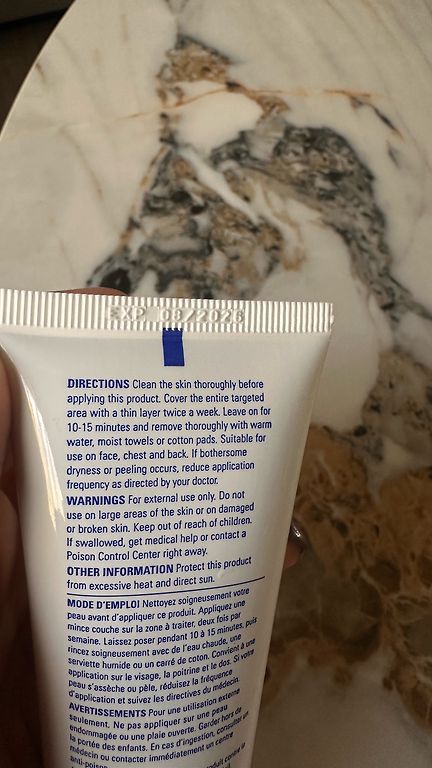 EXP 08/2026
DIRECTIONS Clean the skin thoroughly before
applying this product. Cover the entire targeted
area with a thin layer twice a week. Leave on for
10-15 minutes and remove thoroughly with warm
water, moist towels or cotton pads. Suitable for
use on face, chest and back. If bothersome
dryness or peeling occurs, reduce application
frequency as directed by your doctor.
WARNINGS For external use only. Do not
use on large areas of the skin or on damaged
or broken skin. Keep out of reach of children.
If swallowed, get medical help or contact a
Poison Control Center right away.
OTHER INFORMATION Protect this product
from excessive heat and direct sun.
MODE D'EMPLOI Nettoyez soigneusement votre
peau avant d'appliquer ce produit. Appliquez une
mince couche sur la zone à traiter, deux fois par
semaine. Laissez poser pendant 10 à 15 minutes, puis
rincez soigneusement avec de l'eau chaude, une
serviette humide ou un carré de coton. Convient à une
application sur le visage, la poitrine et le dos. Si votre
peau s'assèche ou pèle, réduisez la fréquence
d'application et suivez les directives du médecin.
AVERTISSEMENTS Pour une utilisation externe
seulement. Ne pas appliquer sur une peau
endommagée ou une plaie ouverte. Garder hors de
la portée des enfants. En cas d'ingestion, consulter un
médecin ou contacter immédiatement un centre
anti-poison
produit contre la